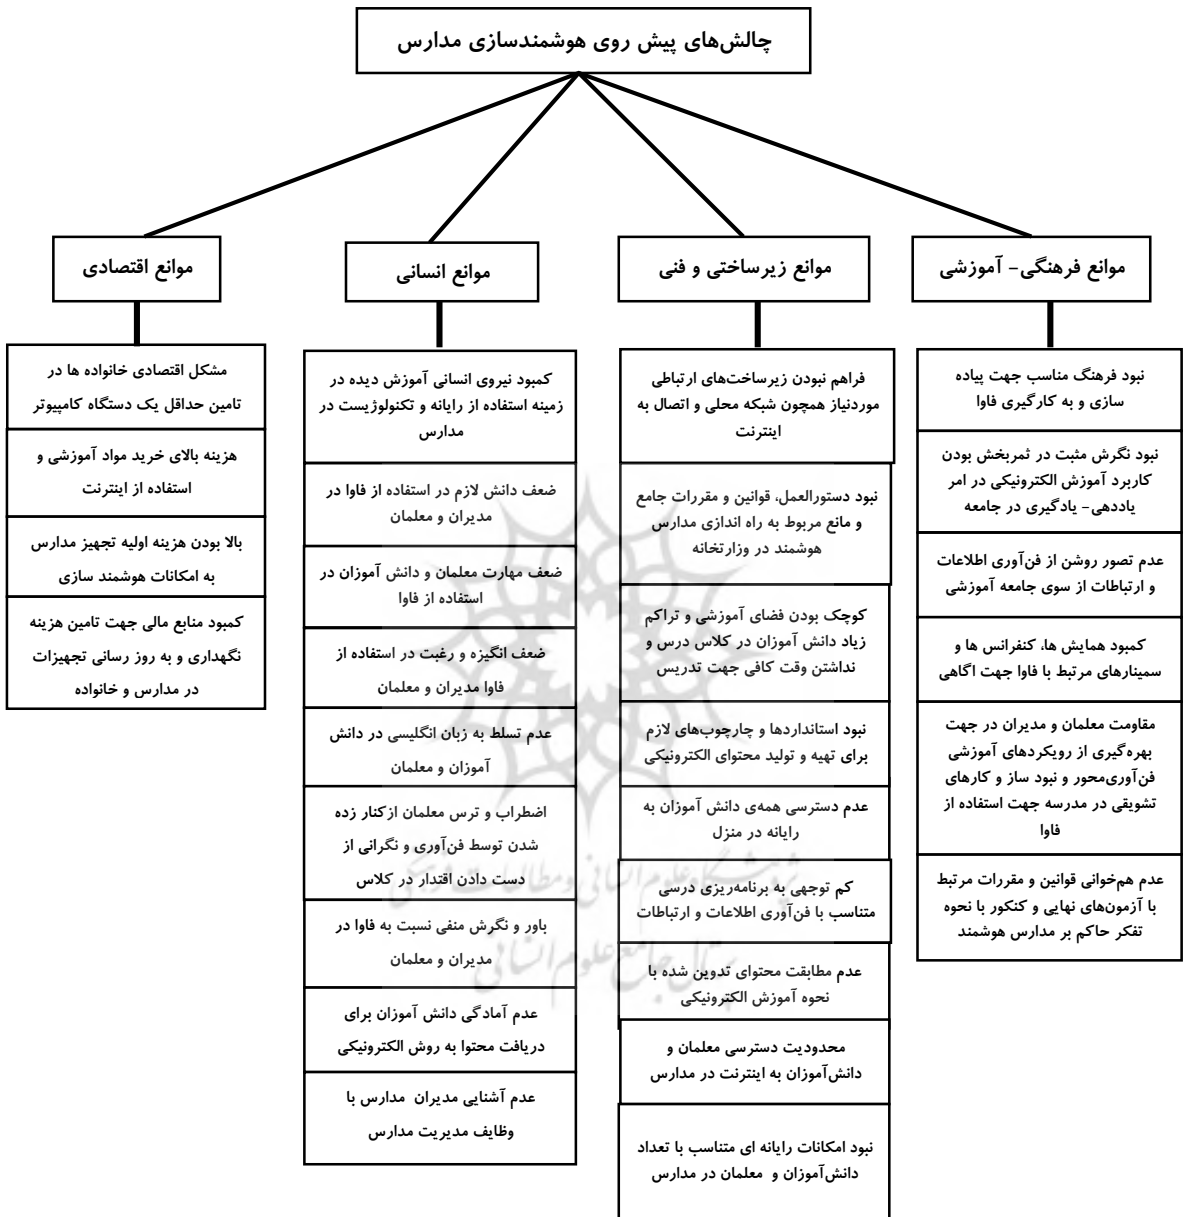 چالش‌های پیش روی هوشمندسازی مدارس
موانع فرهنگی- آموزشی
نبود فرهنگ مناسب جهت پیاده
سازی و به کارگیری فاوا
نبود نگرش مثبت در ثمربخش بودن
کاربرد آموزش الکترونیکی در امر
یاددهی- یادگیری در جامعه
عدم تصور روشن از فن‌آوری اطلاعات
و ارتباطات از سوی جامعه آموزشی
کمبود همایش ها، کنفرانس ها و
سمینارهای مرتبط با فاوا جهت اگاهی
مقاومت معلمان و مدیران در جهت
بهره‌گیری از رویکردهای آموزشی
فن‌آوری‌محور و نبود ساز و کارهای
تشویقی در مدرسه جهت استفاده از
فاوا
عدم هم‌خوانی قوانین و مقررات مرتبط
با آزمون‌های نهایی و کنکور با نحوه
تفکر حاکم بر مدارس هوشمند
موانع زیرساختی و فنی
فراهم نبودن زیرساخت‌های ارتباطی
موردنیاز همچون شبکه محلی و اتصال به
اینترنت
نبود دستورالعمل، قوانین و مقررات جامع
و مانع مربوط به راه اندازی مدارس
هوشمند در وزارتخانه
کوچک بودن فضای آموزشی و تراکم
زیاد دانش آموزان در کلاس درس و
نداشتن وقت کافی جهت تدریس
نبود استانداردها و چارچوب‌های لازم
برای تهیه و تولید محتوای الکترونیکی
عدم دسترسی همه‌ی دانش آموزان به
رایانه در منزل
کم توجهی به برنامه‌ریزی درسی
متناسب با فن‌آوری اطلاعات و ارتباطات
عدم مطابقت محتوای تدوین شده با
نحوه آموزش الکترونیکی
محدودیت دسترسی معلمان و
دانش‌آموزان به اینترنت در مدارس
نبود امکانات رایانه ای متناسب با تعداد
دانش‌آموزان و معلمان در مدارس
موانع انسانی
کمبود نیروی انسانی آموزش دیده در
زمینه استفاده از رایانه و تکنولوژیست در
مدارس
ضعف دانش لازم در استفاده از فاوا در
مدیران و معلمان
ضعف مهارت معلمان و دانش آموزان در
استفاده از فاوا
ضعف انگیزه و رغبت در استفاده از
فاوا مدیران و معلمان
عدم تسلط به زبان انگلیسی در دانش
آموزان و معلمان
اضطراب و ترس معلمان ازکنار زده
شدن توسط فن‌آوری و نگرانی از
دست دادن اقتدار در کلاس
باور و نگرش منفی نسبت به فاوا در
مدیران و معلمان
عدم آمادگی دانش آموزان برای
دریافت محتوا به روش الکترونیکی
عدم آشنایی مدیران مدارس با
وظایف مدیریت مدارس
موانع اقتصادی
مشکل اقتصادی خانواده ها در
تامین حداقل یک دستگاه کامپیوتر
هزینه بالای خرید مواد آموزشی و
استفاده از اینترنت
بالا بودن هزینه اولیه تجهیز مدارس
به امکانات هوشمند سازی
کمبود منابع مالی جهت تامین هزینه
نگهداری و به روز رسانی تجهیزات
در مدارس و خانواده
پژوهشگاه علوم انسانی و مطالعات فرهنگی
پرتال جامع علوم انسانی